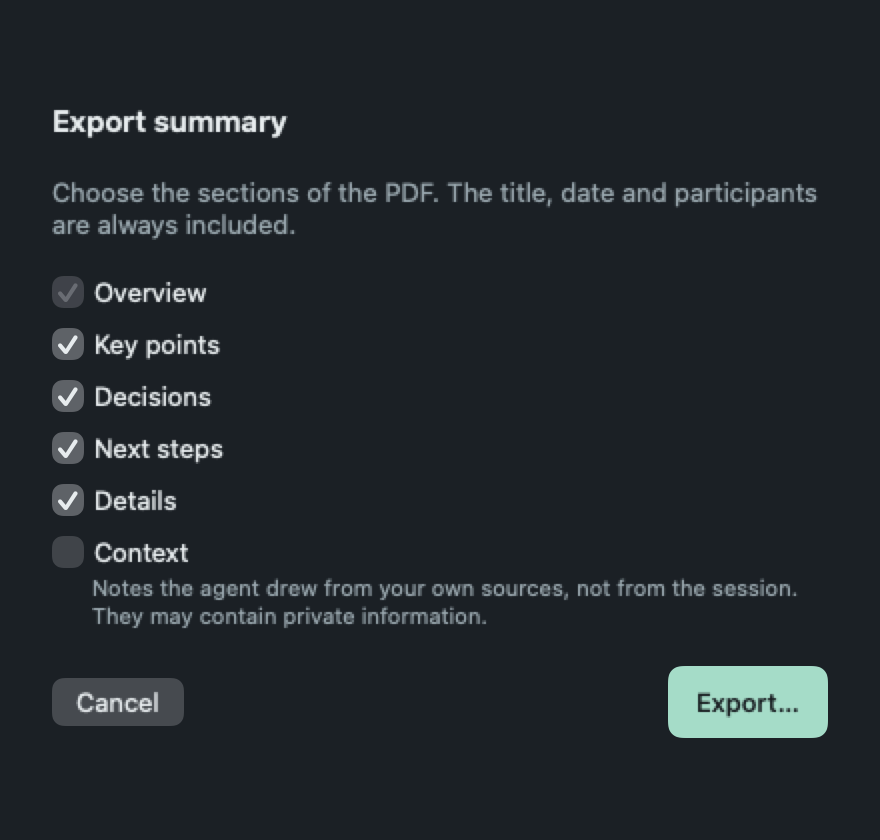 Export summary
Choose the sections of the PDF. The title, date and participants
are always included.
Overview
Key points
Decisions
Next steps
Details
Context
Notes the agent drew from your own sources, not from the session.
They may contain private information.
Cancel
Export...